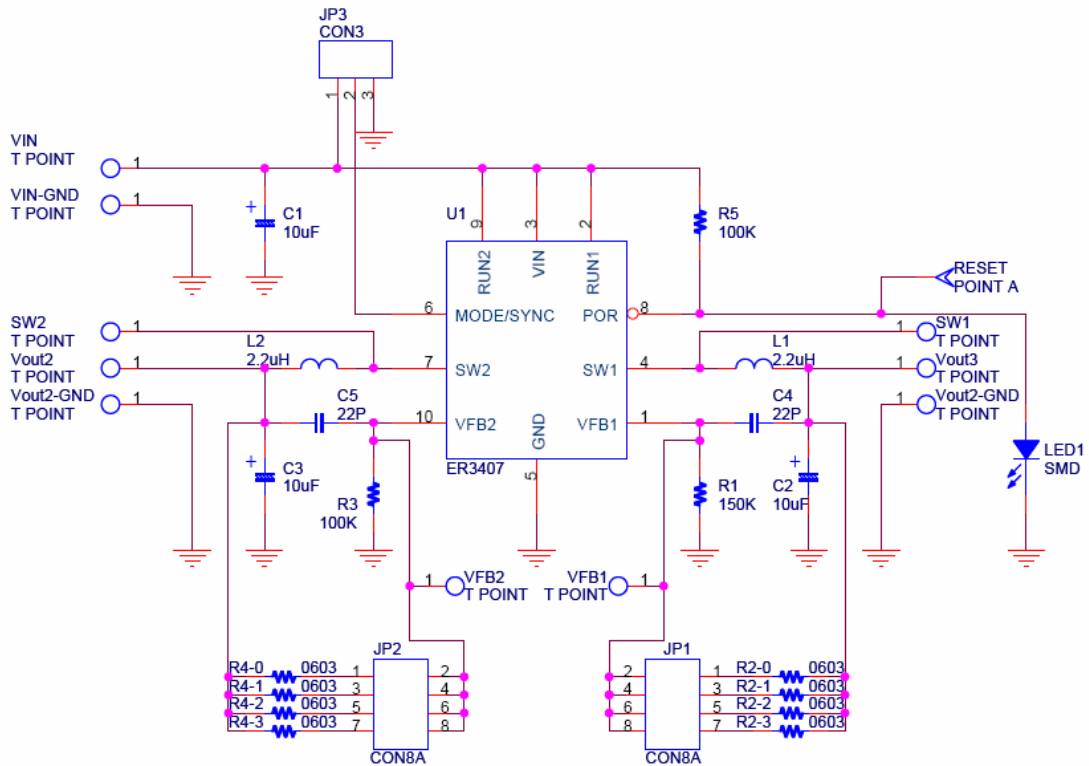 JP3
CON3
1
2
3
VIN
T POINT
1
VIN-GND
T POINT
1
C1
10uF
+
U1
9
3
2
RUN2
VIN
RUN1
R5
100K
RESET
POINT A
6
MODE/SYNC
POR
8
SW2
T POINT
1
L2
2.2uH
7
SW2
SW1
4
L1
2.2uH
1
SW1
T POINT
Vout2
T POINT
1
1
Vout3
T POINT
Vout2-GND
T POINT
1
1
Vout2-GND
T POINT
C5
22P
10
VFB2
GND
VFB1
1
C4
22P
ER3407
5
+
C3
10uF
R3
100K
R1
150K
+
C2
10uF
LED1
SMD
1
VFB2
T POINT
VFB1
T POINT
1
JP2
JP1
R4-0
0603
1
2
2
1
R2-0
0603
R4-1
0603
3
4
4
3
R2-1
0603
R4-2
0603
5
6
6
5
R2-2
0603
R4-3
0603
7
8
8
7
R2-3
0603
CON8A
CON8A